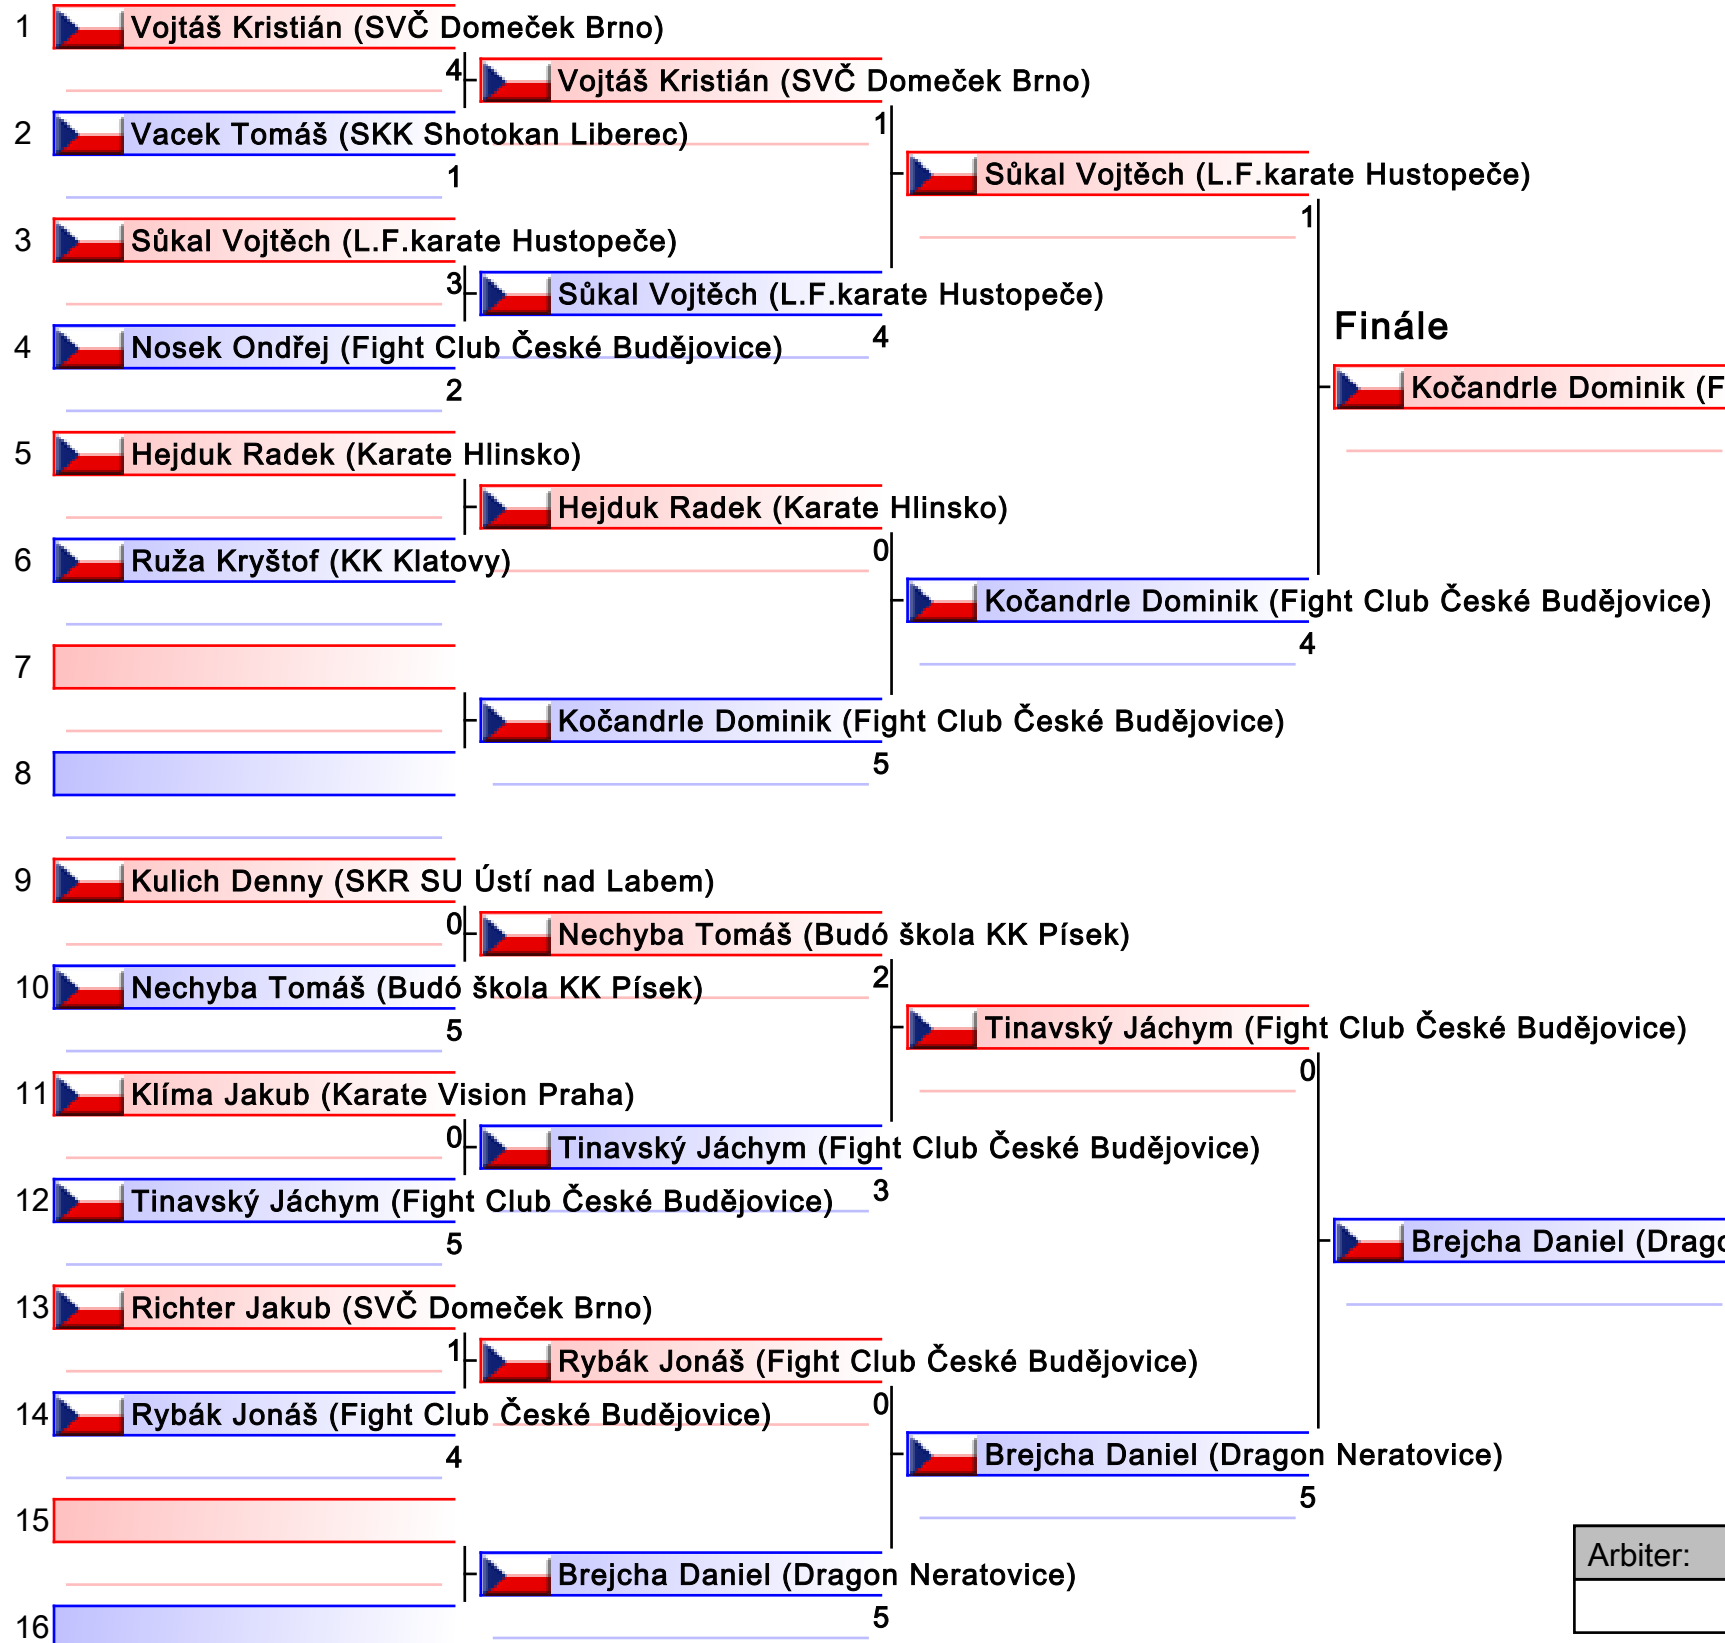 1 Vojtáš Kristián (SVČ Domeček Brno)
4 Vojtáš Kristián (SVČ Domeček Brno)
2 Vacek Tomáš (SKK Shotokan Liberec)
1
1 Sůkal Vojtěch (L.F.karate Hustopeče)
1
3 Sůkal Vojtěch (L.F.karate Hustopeče)
3 Sůkal Vojtěch (L.F.karate Hustopeče)
4
4 Nosek Ondřej (Fight Club České Budějovice)
2
Finále
Kočandrle Dominik (F
5 Hejduk Radek (Karate Hlinsko)
Hejduk Radek (Karate Hlinsko)
0
6 Ruža Kryštof (KK Klatovy)
Kočandrle Dominik (Fight Club České Budějovice)
4
7
Kočandrle Dominik (Fight Club České Budějovice)
5
8
9 Kulich Denny (SKR SU Ústí nad Labem)
0 Nechyba Tomáš (Budó škola KK Písek)
2
10 Nechyba Tomáš (Budó škola KK Písek)
5
Tinavský Jáchym (Fight Club České Budějovice)
0
11 Klíma Jakub (Karate Vision Praha)
0 Tinavský Jáchym (Fight Club České Budějovice)
3
12 Tinavský Jáchym (Fight Club České Budějovice)
5
Brejcha Daniel (Drago
13 Richter Jakub (SVČ Domeček Brno)
1 Rybák Jonáš (Fight Club České Budějovice)
0
14 Rybák Jonáš (Fight Club České Budějovice)
4
Brejcha Daniel (Dragon Neratovice)
5
15
Arbiter:
Brejcha Daniel (Dragon Neratovice)
5
16